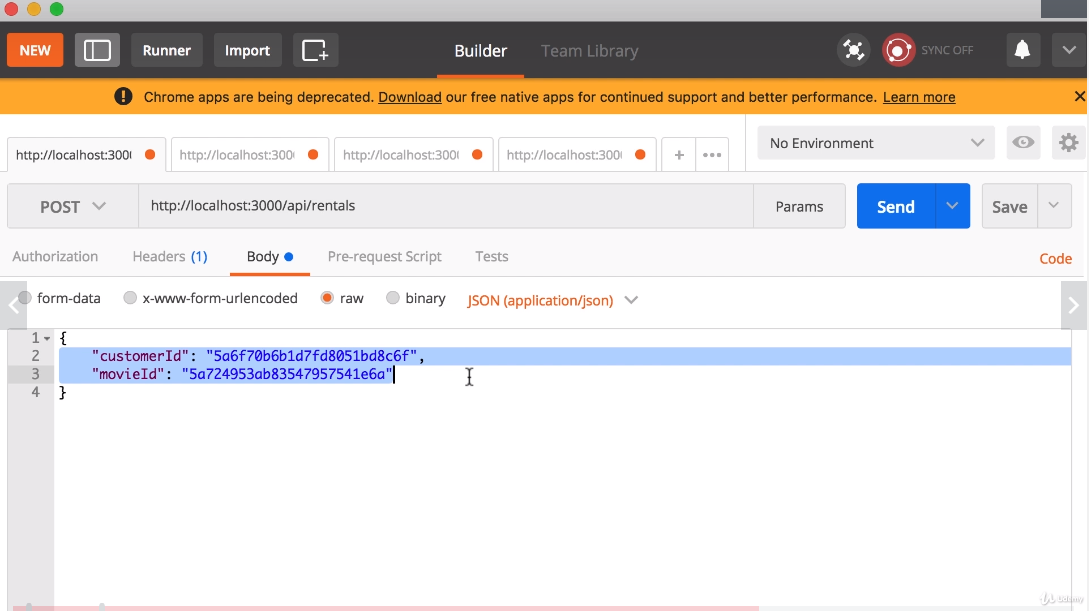 NEW Runner Import Builder Team Library SYNC OFF
Chrome apps are being deprecated. Download our free native apps for continued support and better performance. Learn more
http://localhost:300 http://localhost:300 http://localhost:300 http://localhost:300 + ••• No Environment
POST http://localhost:3000/api/rentals Params Send Save
Authorization Headers (1) Body Pre-request Script Tests Code
form-data x-www-form-urlencoded raw binary JSON (application/json)
1 {
2 "customerId": "5a6f70b6b1d7fd8051bd8c6f",
3 "movieId": "5a724953ab83547957541e6a"
4 }
Udemy